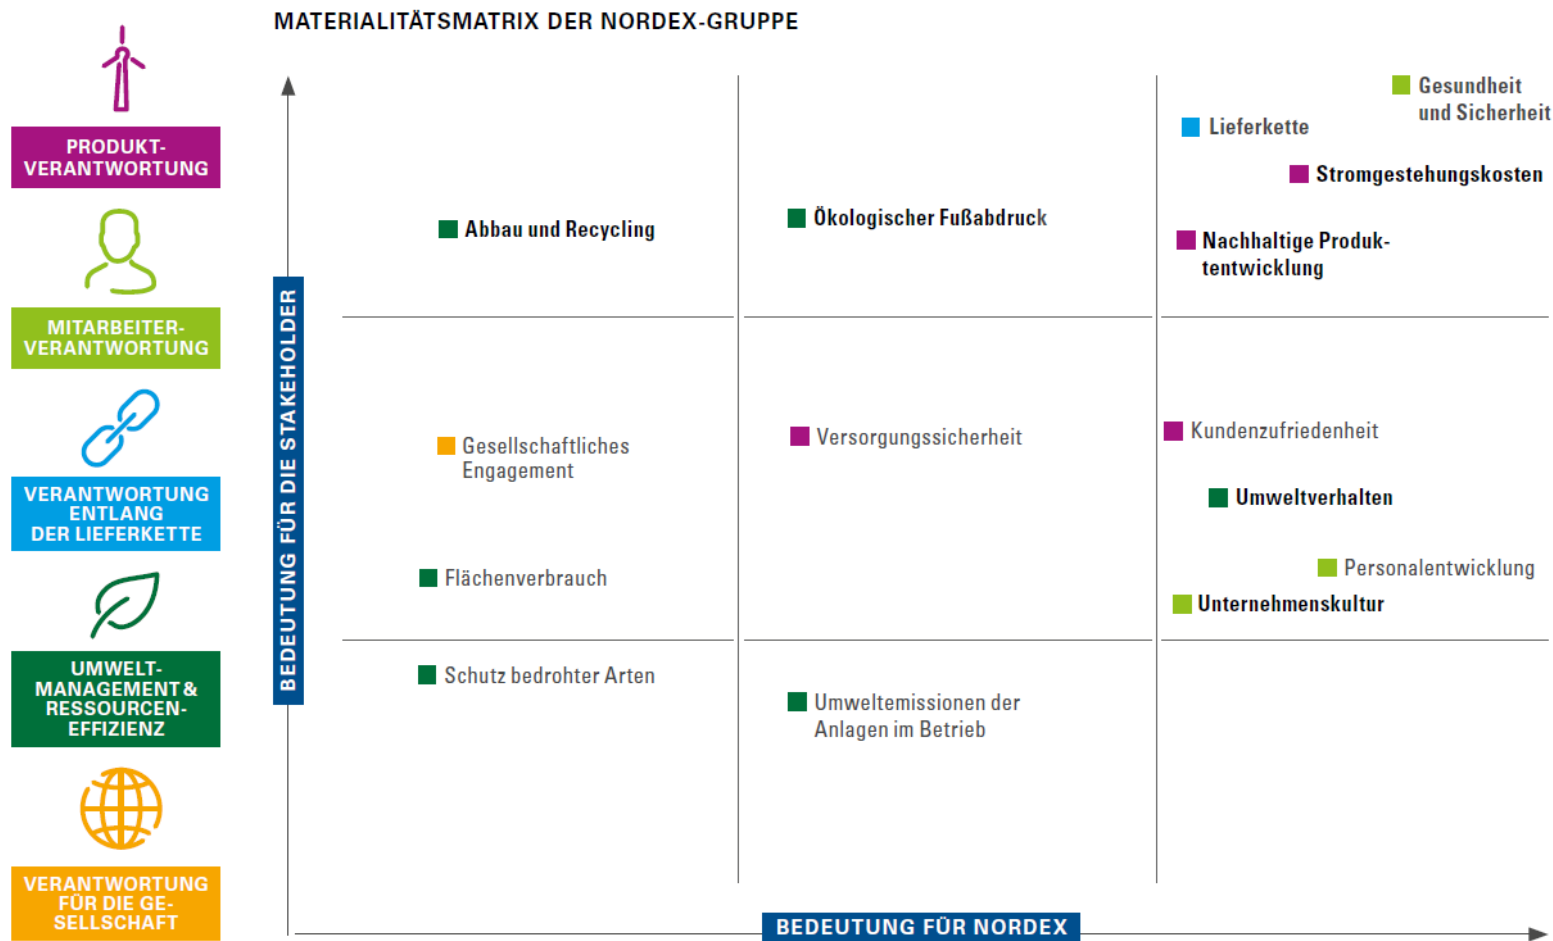 MATERIALITÄTSMATRIX DER NORDEX-GRUPPE
PRODUKT-
VERANTWORTUNG
MITARBEITER-
VERANTWORTUNG
VERANTWORTUNG
ENTLANG
DER LIEFERKETTE
UMWELT-
MANAGEMENT &
RESSOURCEN-
EFFIZIENZ
VERANTWORTUNG
FÜR DIE GE-
SELLSCHAFT
BEDEUTUNG FÜR DIE STAKEHOLDER
Abbau und Recycling
Ökologischer Fußabdruck
Gesundheit
und Sicherheit
Lieferkette
Stromgestehungskosten
Nachhaltige Produk-
tentwicklung
Gesellschaftliches
Engagement
Flächenverbrauch
Versorgungssicherheit
Kundenzufriedenheit
Umweltverhalten
Personalentwicklung
Unternehmenskultur
Schutz bedrohter Arten
Umweltemissionen der
Anlagen im Betrieb
BEDEUTUNG FÜR NORDEX